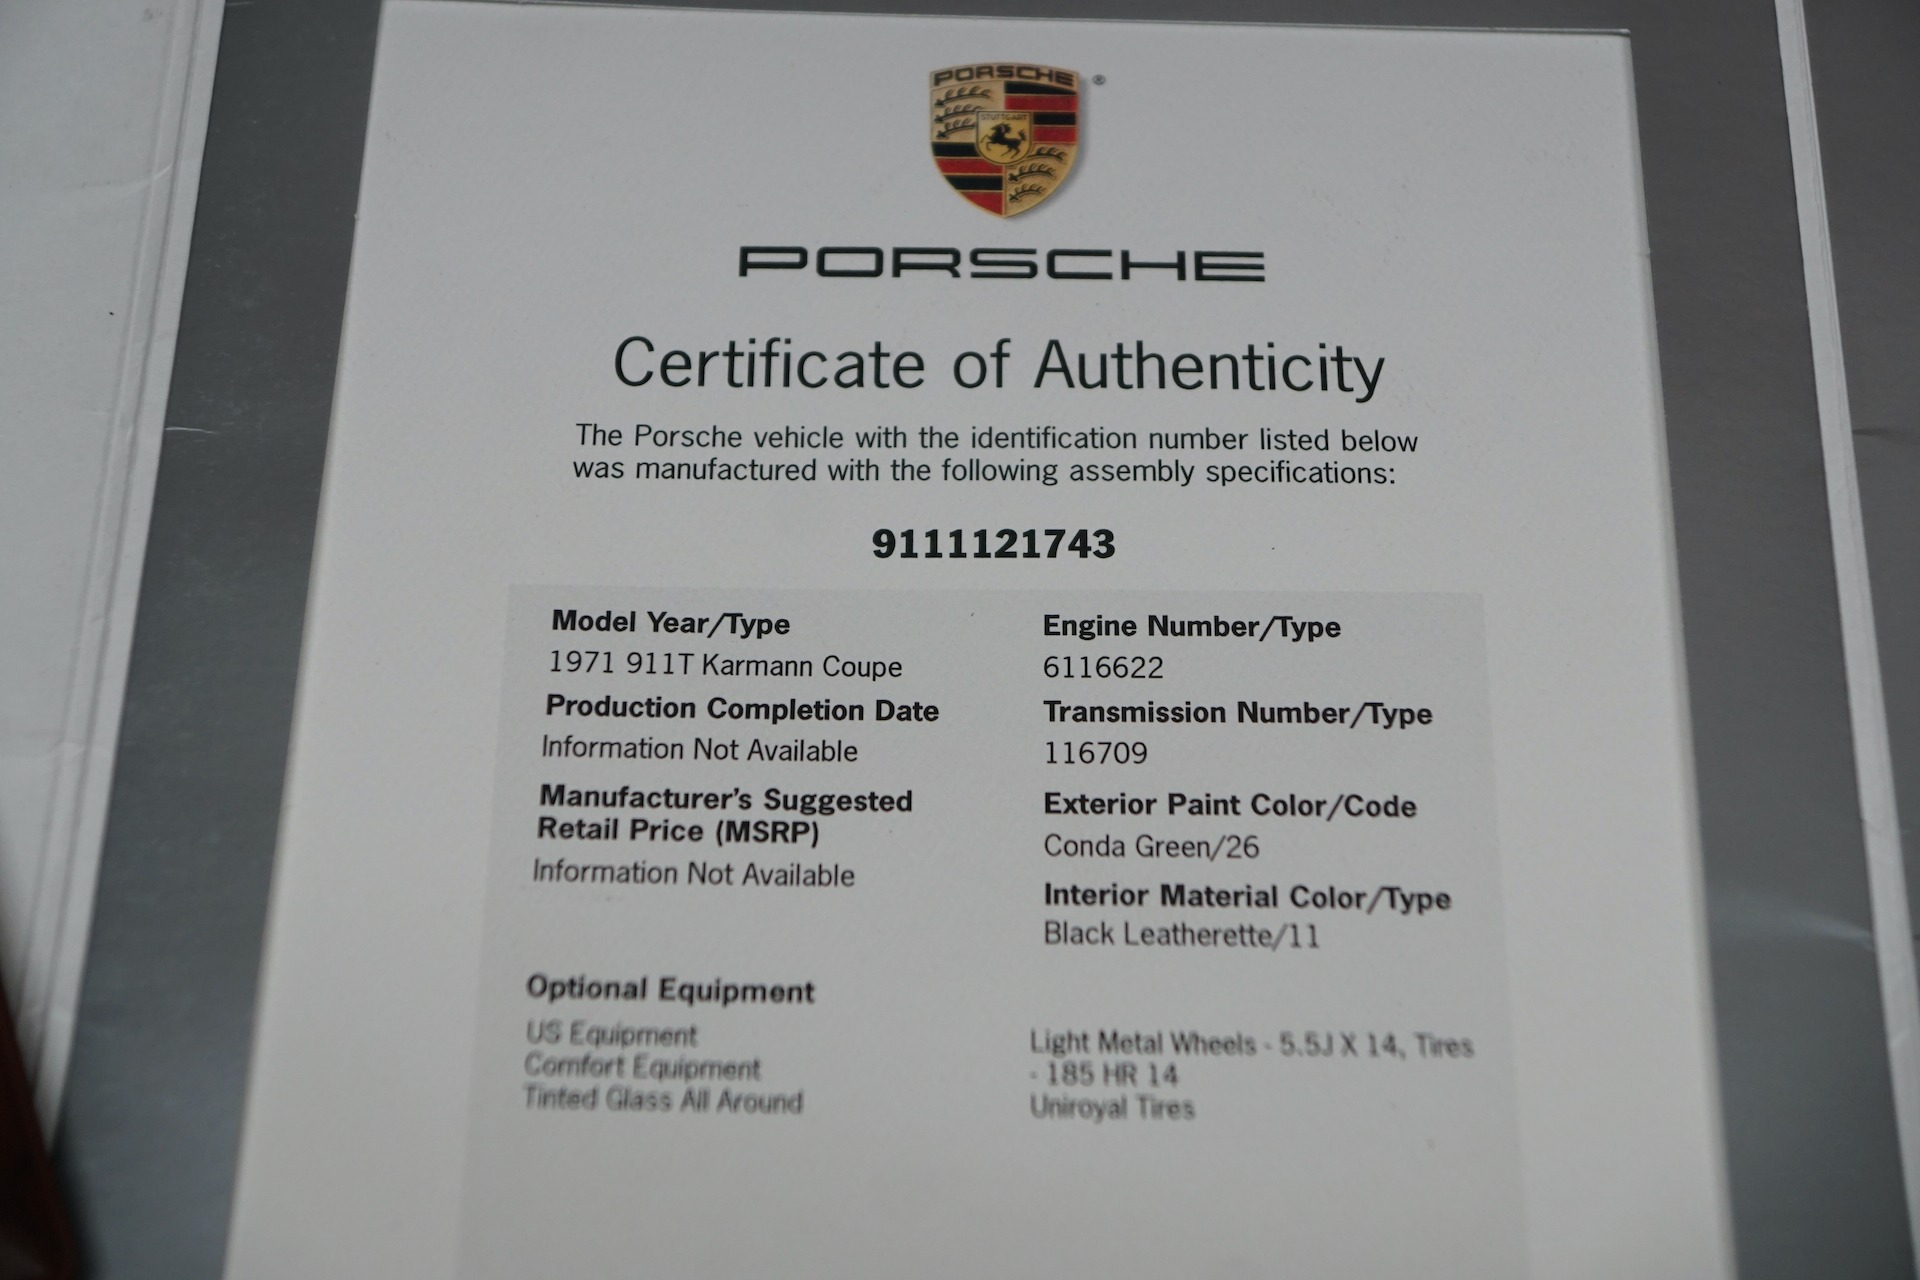 PORSCHE
®
STUTTGART
PORSCHE
Certificate of Authenticity
The Porsche vehicle with the identification number listed below
was manufactured with the following assembly specifications:
9111121743
Model Year/Type
1971 911T Karmann Coupe
Production Completion Date
Information Not Available
Manufacturer's Suggested
Retail Price (MSRP)
Information Not Available
Engine Number/Type
6116622
Transmission Number/Type
116709
Exterior Paint Color/Code
Conda Green/26
Interior Material Color/Type
Black Leatherette/11
Optional Equipment
US Equipment
Comfort Equipment
Tinted Glass All Around
Light Metal Wheels - 5.5J X 14, Tires
- 185 HR 14
Uniroyal Tires